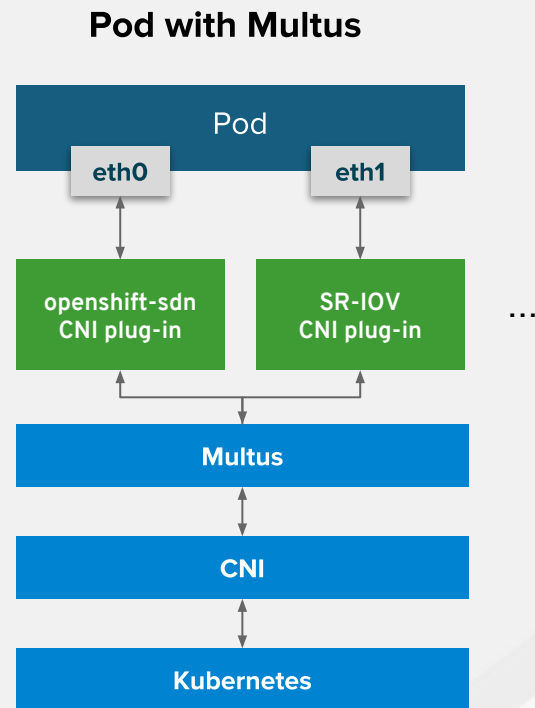 Pod with Multus
Pod
eth0
eth1
openshift-sdn
CNI plug-in
SR-IOV
CNI plug-in
...
Multus
CNI
Kubernetes